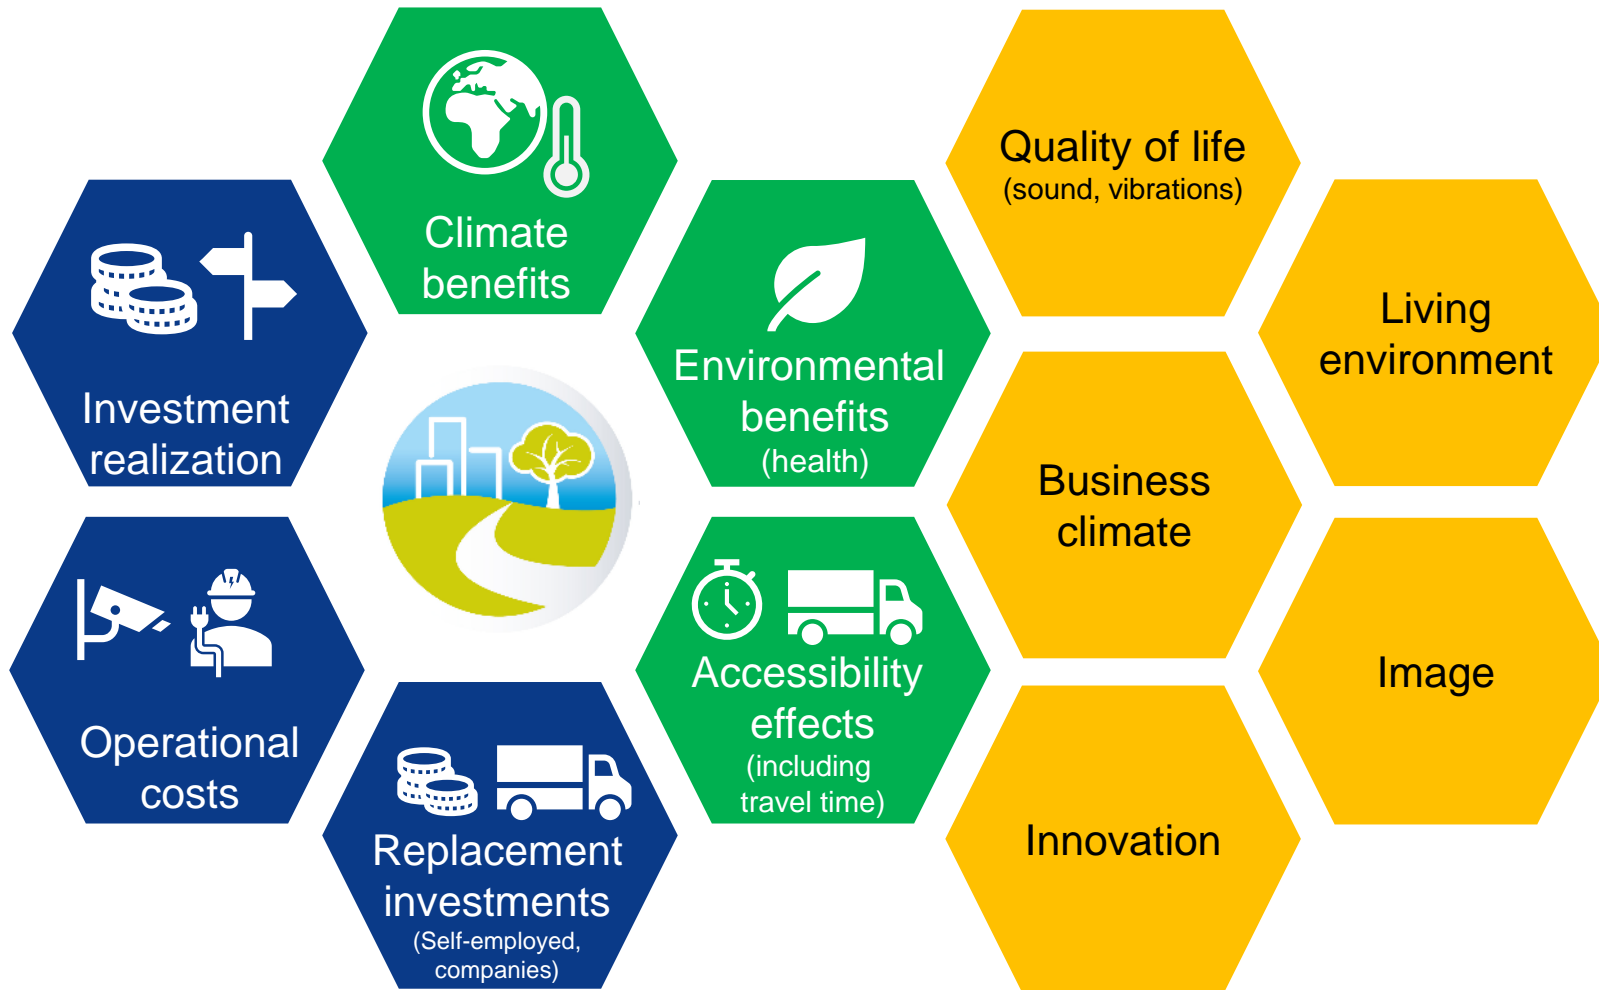 Climate
benefits
Investment
realization
Environmental
benefits
(health)
Operational
costs
Accessibility
effects
(including
travel time)
Replacement
investments
(Self-employed,
companies)
Quality of life
(sound, vibrations)
Living
environment
Business
climate
Image
Innovation